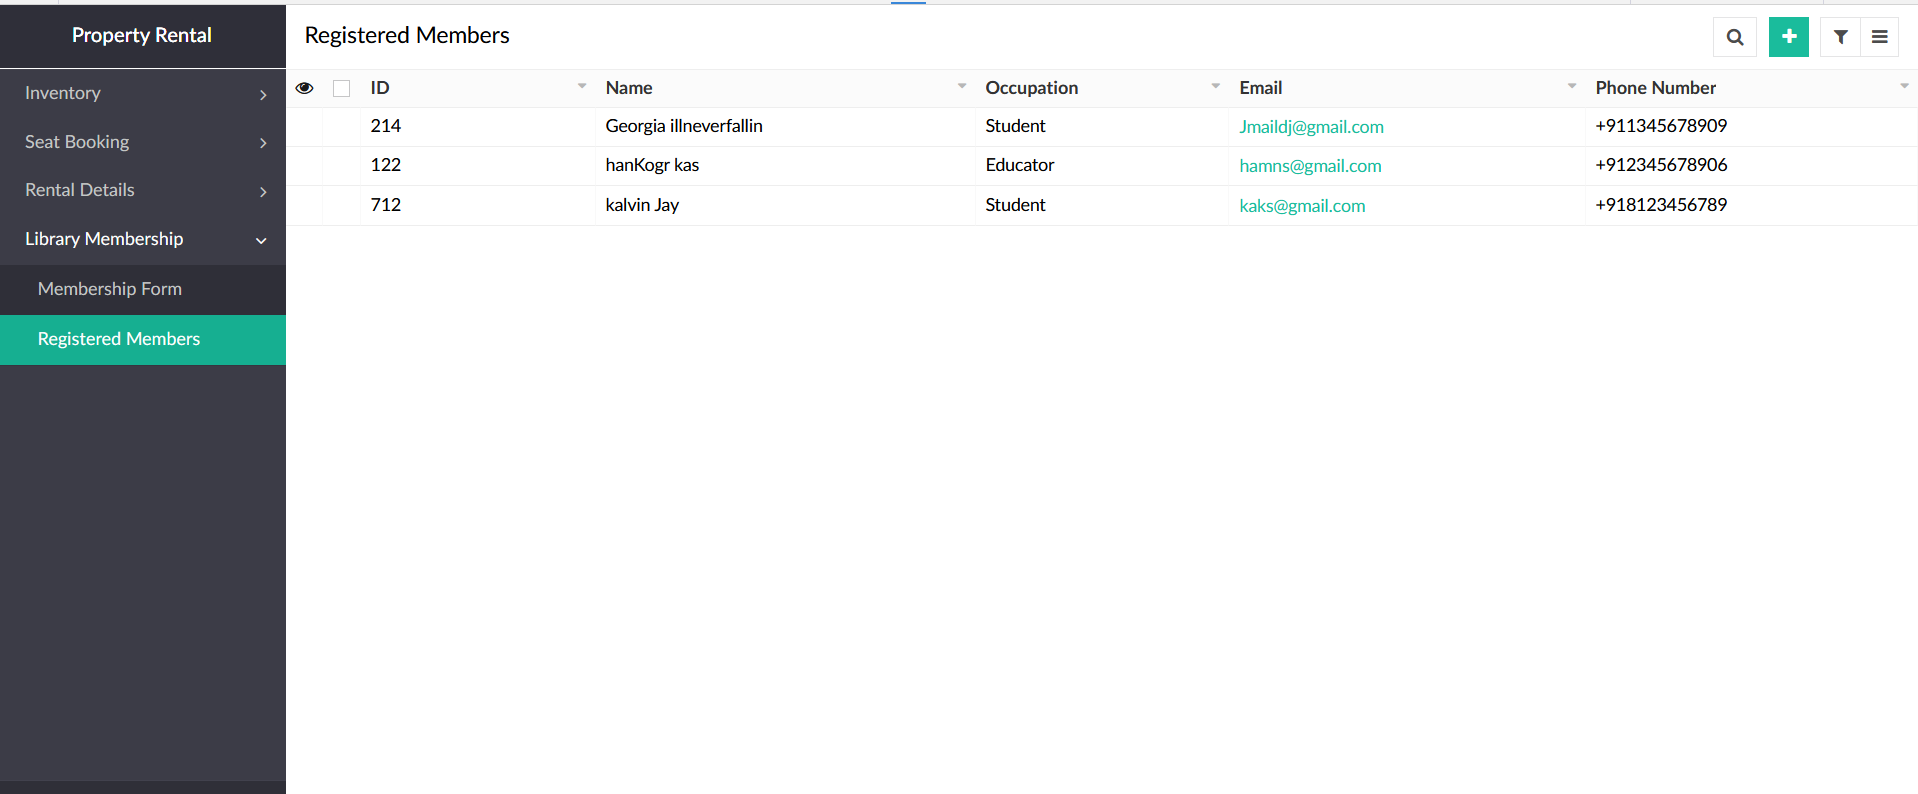 Property Rental
Inventory
Seat Booking
Rental Details
Library Membership
Membership Form
Registered Members
Registered Members
ID Name Occupation Email Phone Number
214 Georgia illneverfallin Student Jmaildj@gmail.com +911345678909
122 hanKogr kas Educator hamns@gmail.com +912345678906
712 kalvin Jay Student kaks@gmail.com +918123456789